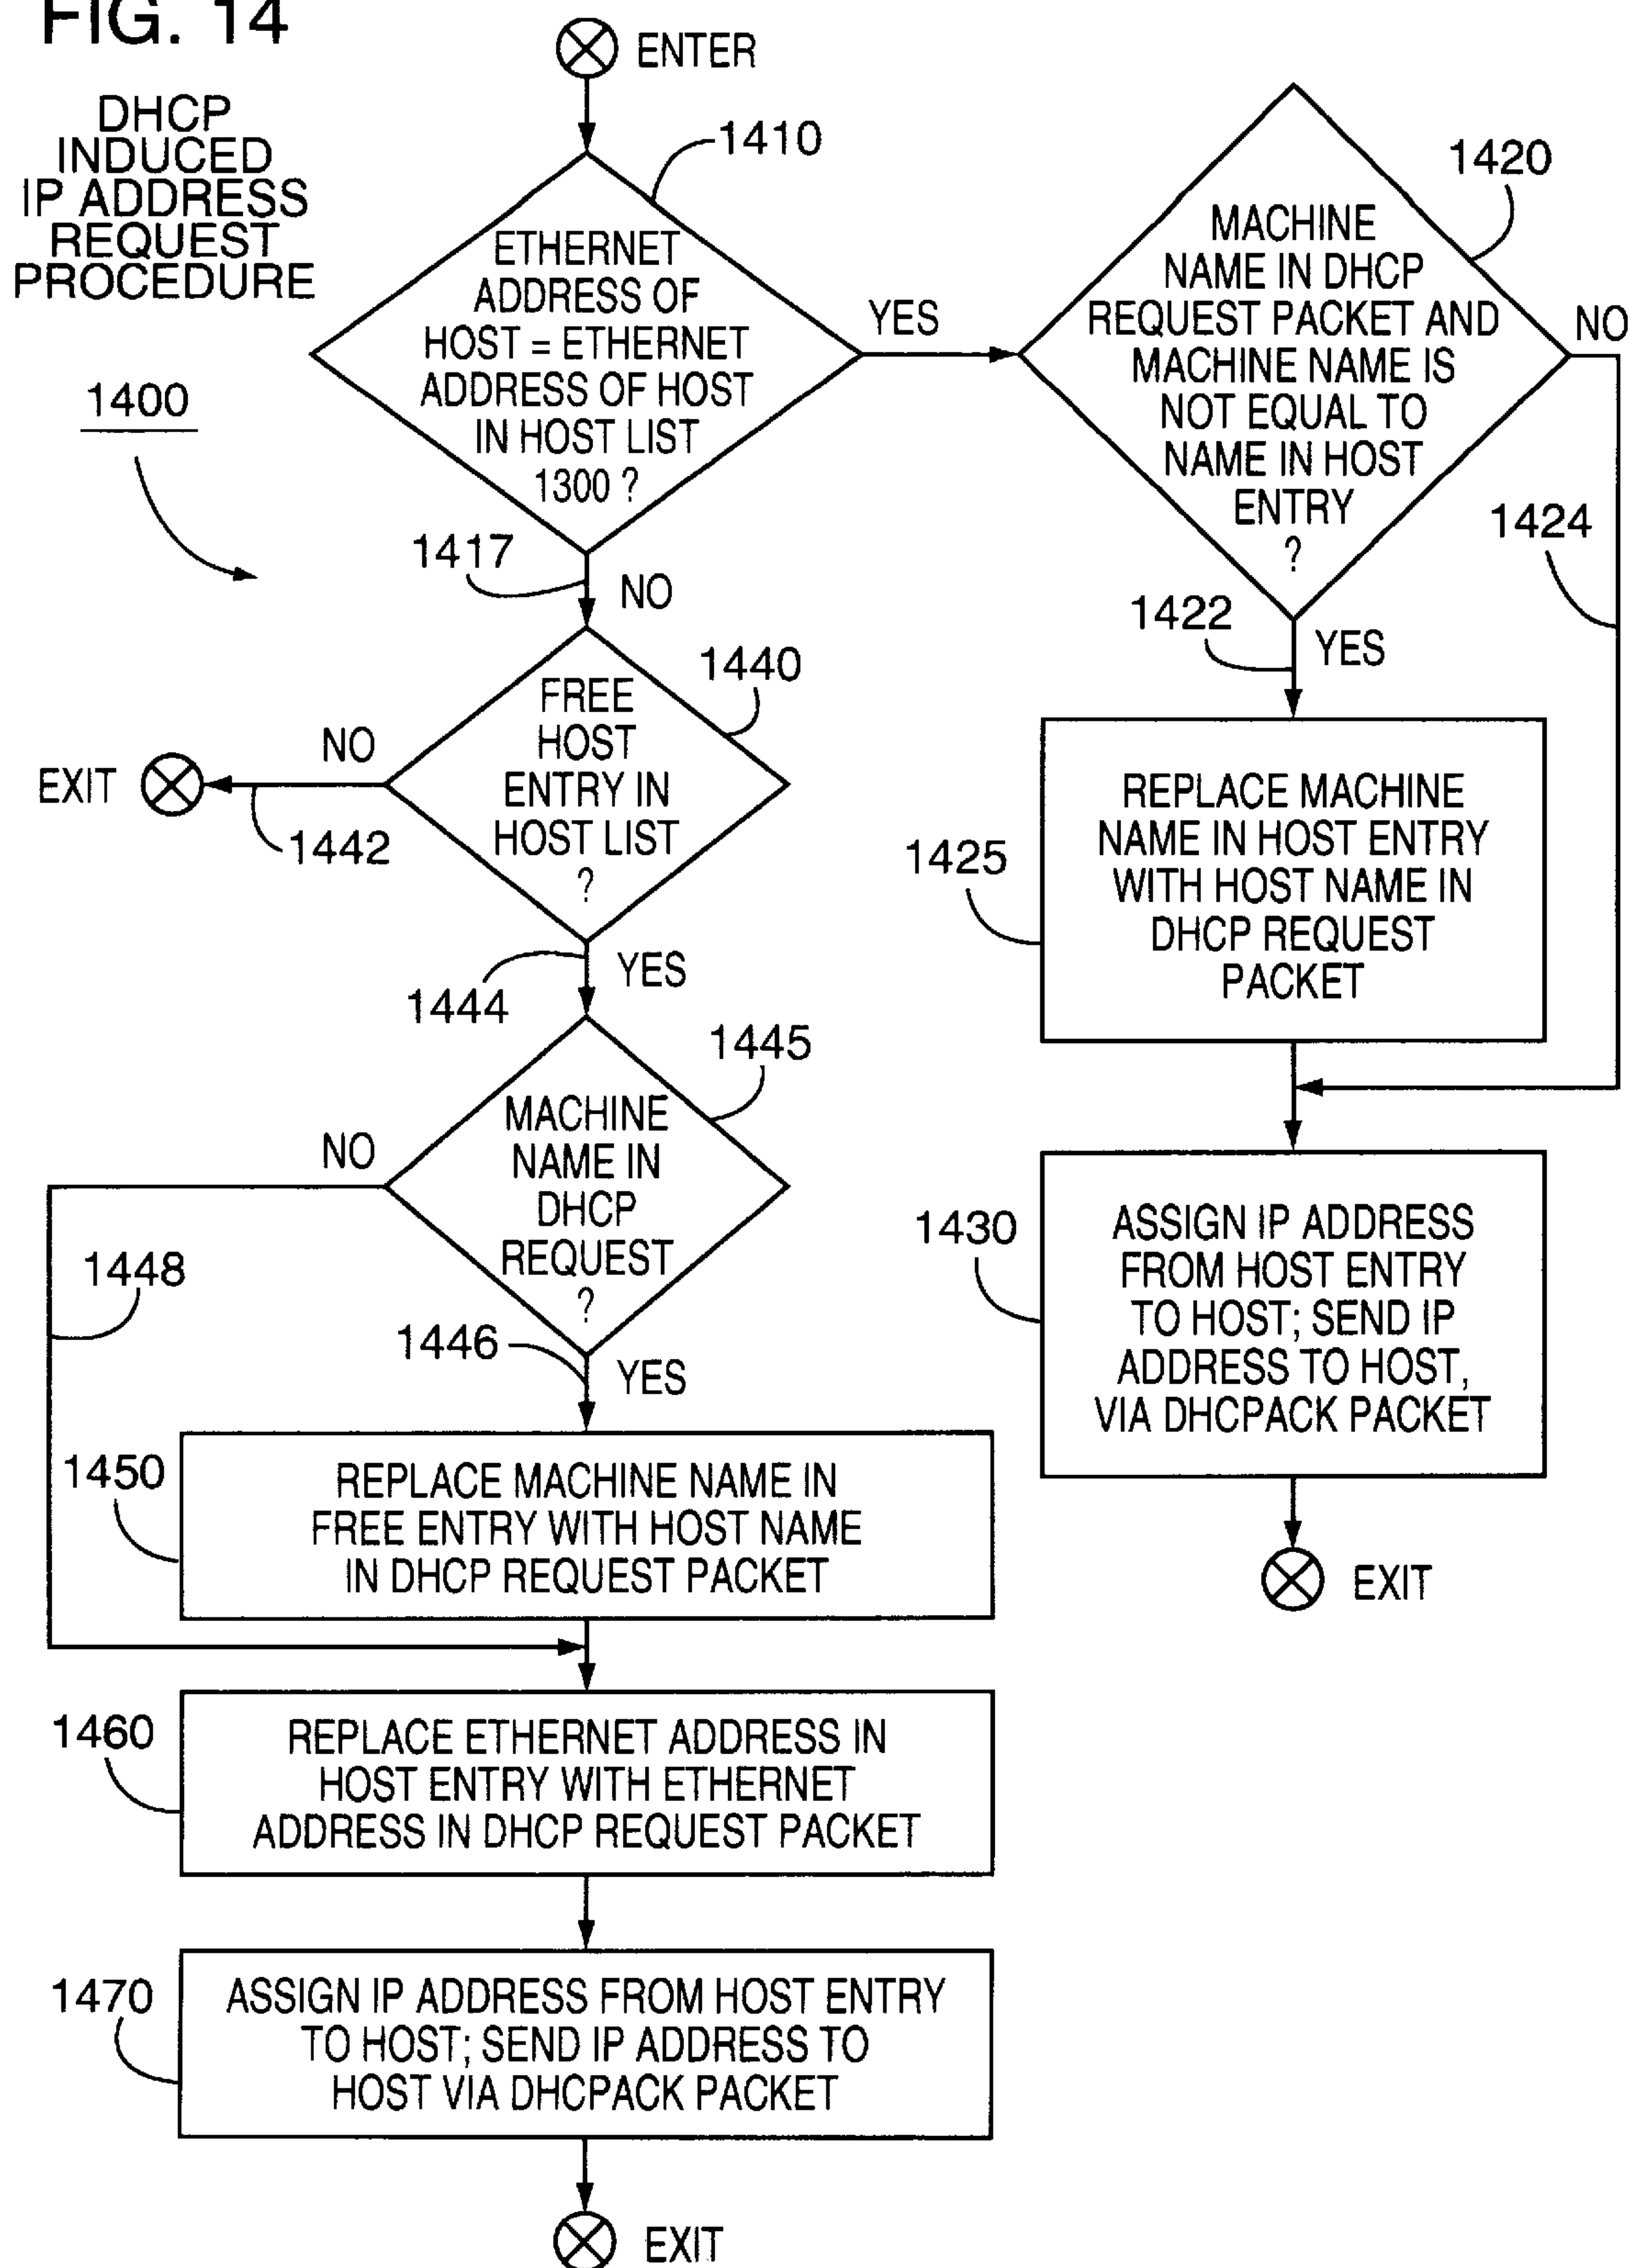 FIG. 14
DHCP
INDUCED
IP ADDRESS
REQUEST
PROCEDURE
1400
ENTER
1410
ETHERNET
ADDRESS OF
HOST = ETHERNET
ADDRESS OF HOST
IN HOST LIST
1300 ?
YES
1417
NO
1420
MACHINE
NAME IN DHCP
REQUEST PACKET AND
MACHINE NAME IS
NOT EQUAL TO
NAME IN HOST
ENTRY
?
NO
1424
1422
YES
1425
REPLACE MACHINE
NAME IN HOST ENTRY
WITH HOST NAME IN
DHCP REQUEST
PACKET
1430
ASSIGN IP ADDRESS
FROM HOST ENTRY
TO HOST; SEND IP
ADDRESS TO HOST,
VIA DHCPACK PACKET
EXIT
1440
FREE
HOST
ENTRY IN
HOST LIST
?
NO
EXIT
1442
1444
YES
1445
MACHINE
NAME IN
DHCP
REQUEST
?
NO
1448
1446
YES
1450
REPLACE MACHINE NAME IN
FREE ENTRY WITH HOST NAME
IN DHCP REQUEST PACKET
1460
REPLACE ETHERNET ADDRESS IN
HOST ENTRY WITH ETHERNET
ADDRESS IN DHCP REQUEST PACKET
1470
ASSIGN IP ADDRESS FROM HOST ENTRY
TO HOST; SEND IP ADDRESS TO
HOST VIA DHCPACK PACKET
EXIT